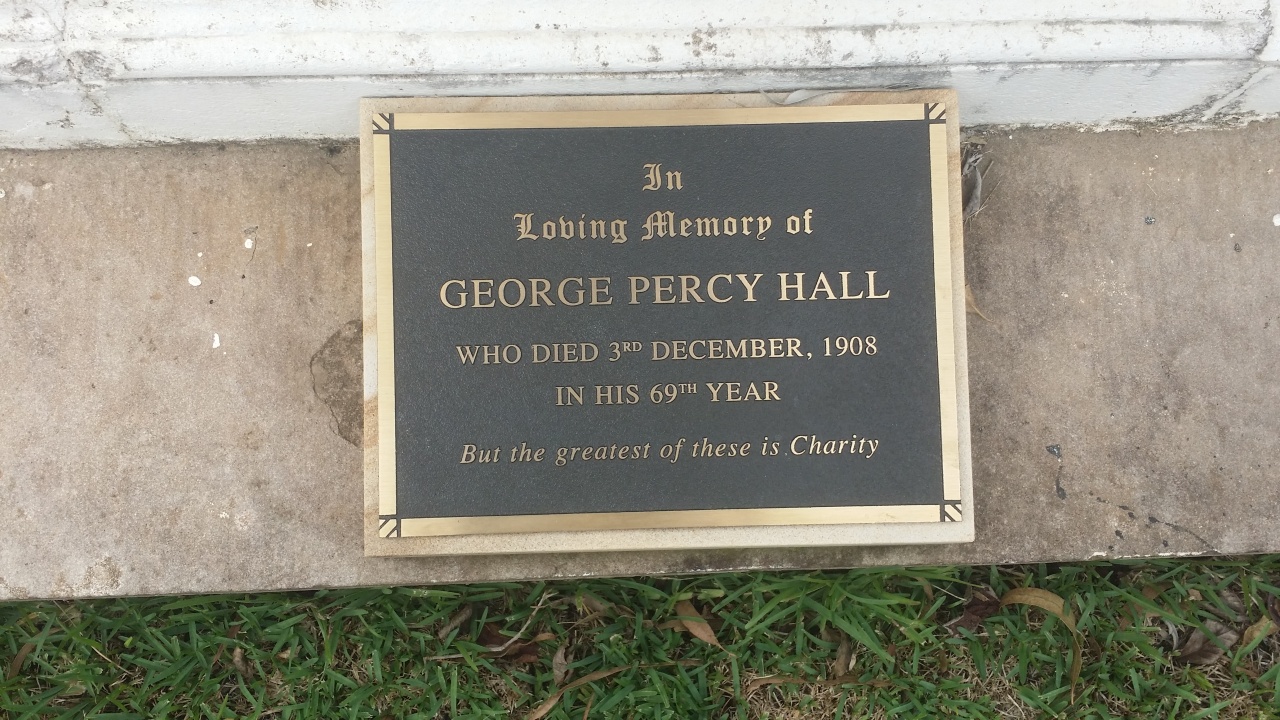 In
Loving Memory of
GEORGE PERCY HALL
WHO DIED 3RD DECEMBER, 1908
IN HIS 69TH YEAR
But the greatest of these is Charity